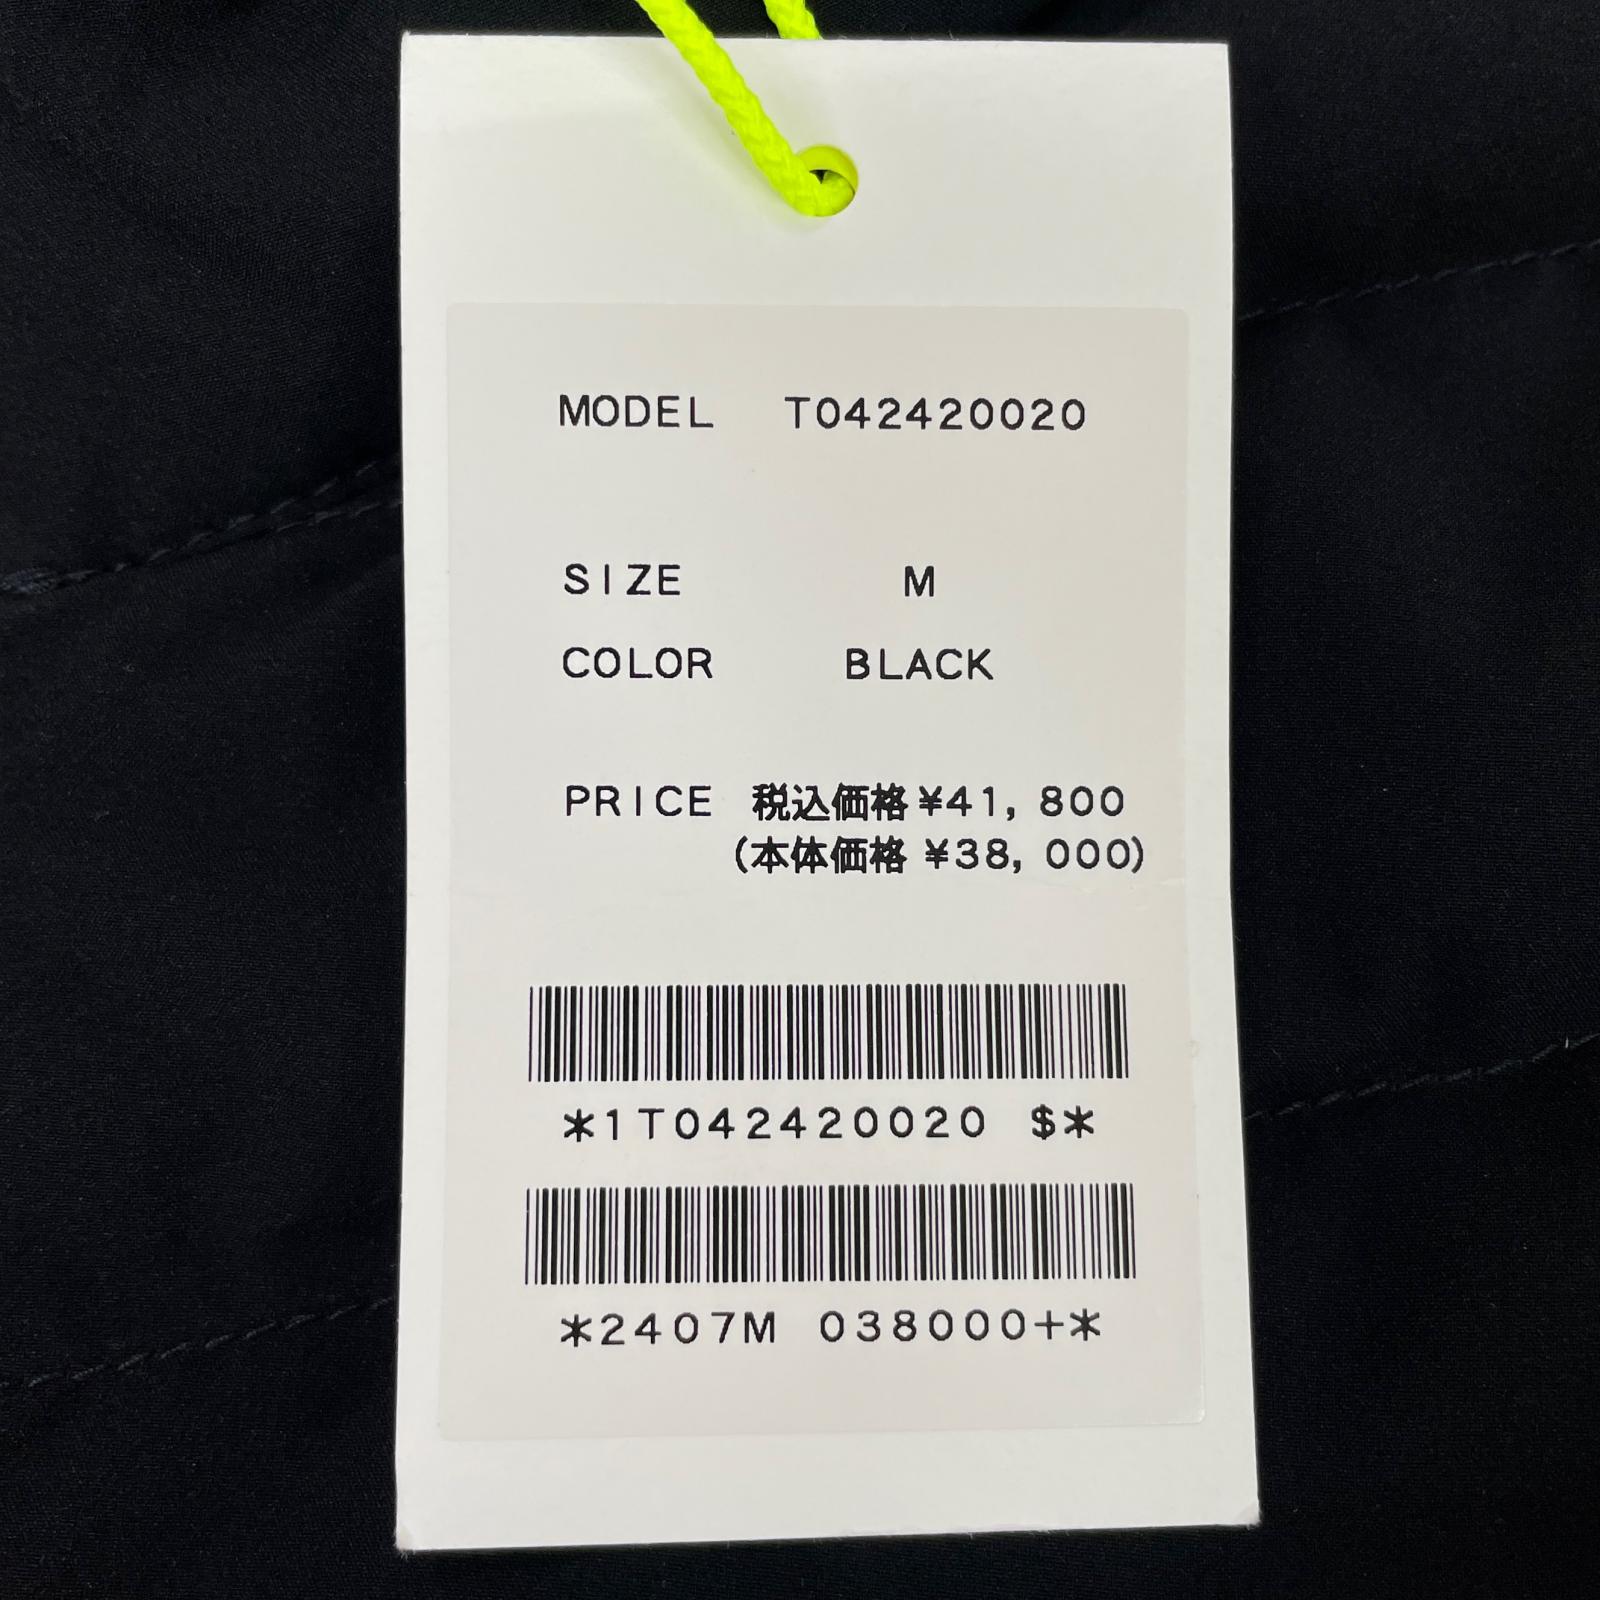 MODEL T042420020
SIZE M
COLOR BLACK
PRICE 税込価格 ¥41,800
(本体価格 ¥38,000)
*1T042420020 $*
*2407M 038000+*